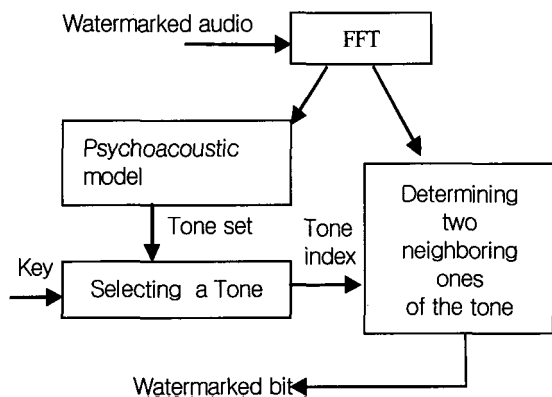 Watermarked audio
FFT
Psychoacoustic
model
Tone set
Tone
index
Key
Selecting a Tone
Determining
two
neighboring
ones
of the tone
Watermarked bit